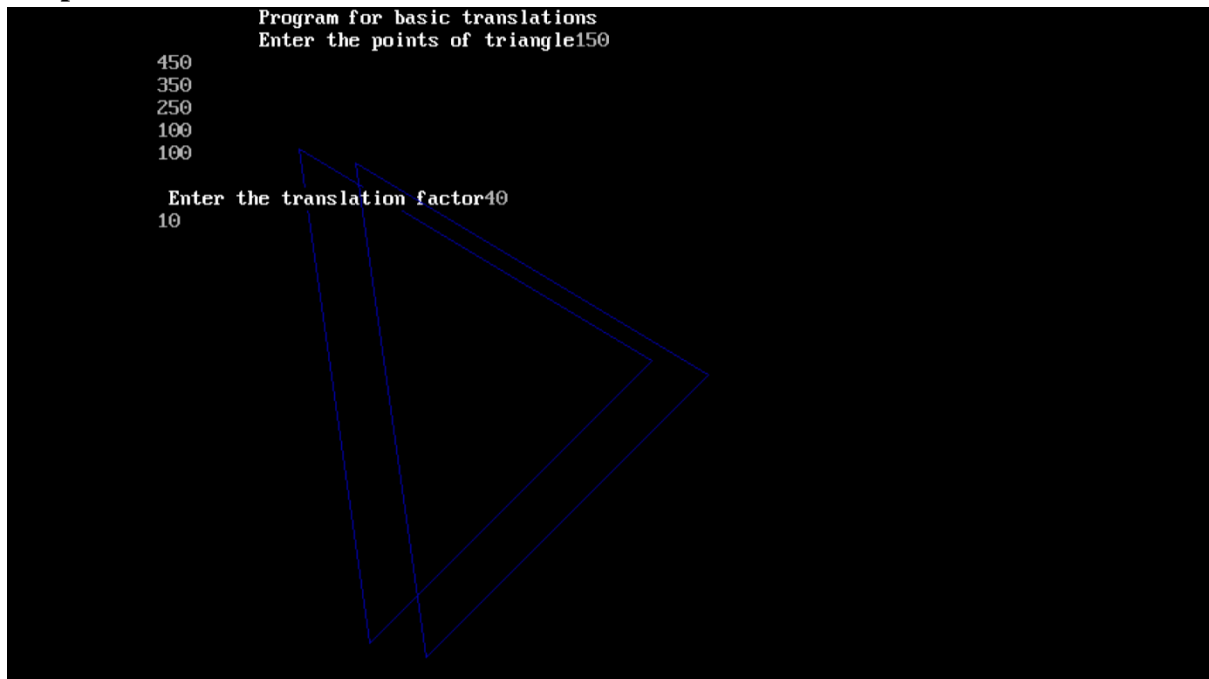 Program for basic translations
Enter the points of triangle150
450
350
250
100
100
Enter the translation factor40
10